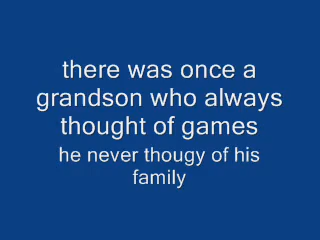 there was once a
grandson who always
thought of games
he never thougy of his
family